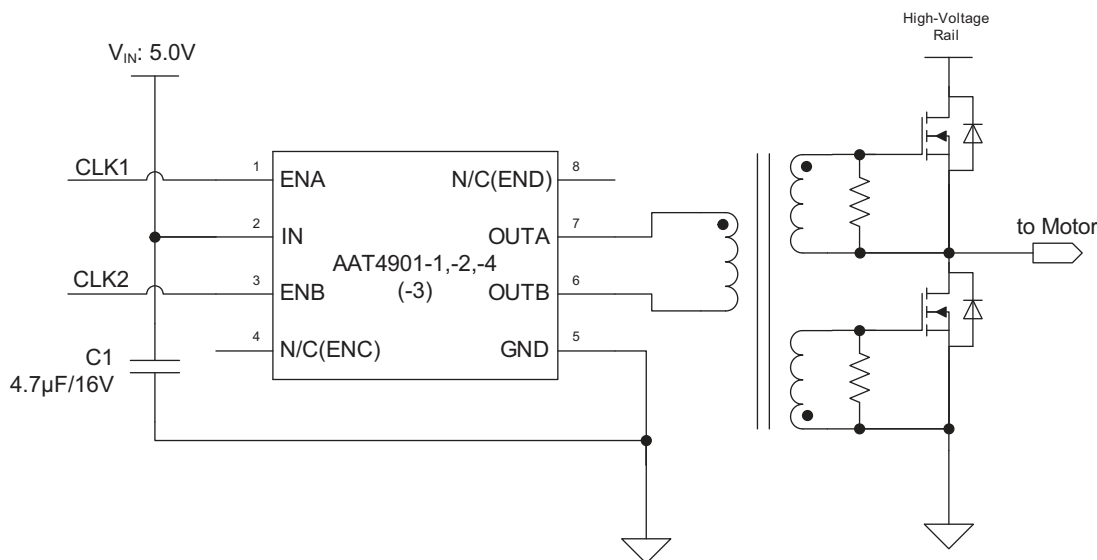 High-Voltage
Rail
V_IN: 5.0V
CLK1
1
ENA
N/C(END)
8
2
IN
OUTA
7
to Motor
AAT4901-1,-2,-4
(-3)
CLK2
3
ENB
OUTB
6
4
N/C(ENC)
GND
5
C1
4.7µF/16V